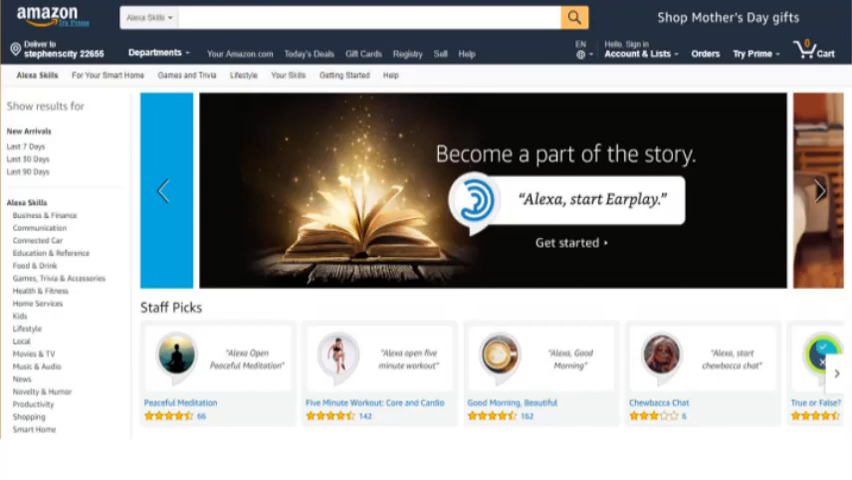 amazon
Try Prime
Alexa Skills
Shop Mother's Day gifts
Deliver to
stephenscity 22655
Departments
Your Amazon.com
Today's Deals
Gift Cards
Registry
Sell
Help
EN
Hello. Sign in
Account & Lists
Orders
Try Prime
0
Cart
Alexa Skills
For Your Smart Home
Games and Trivia
Lifestyle
Your Skills
Getting Started
Help
Show results for
New Arrivals
Last 7 Days
Last 30 Days
Last 90 Days
Alexa Skills
Business & Finance
Communication
Connected Car
Education & Reference
Food & Drink
Games, Trivia & Accessories
Health & Fitness
Home Services
Kids
Lifestyle
Local
Movies & TV
Music & Audio
News
Novelty & Humor
Productivity
Shopping
Smart Home
Become a part of the story.
"Alexa, start Earplay."
Get started
Staff Picks
"Alexa Open
Peaceful Meditation"
Peaceful Meditation
66
"Alexa open five
minute workout"
Five Minute Workout: Core and Cardio
142
"Alexa, Good
Morning"
Good Morning, Beautiful
162
"Alexa, start
chewbacca chat"
Chewbacca Chat
6
True or False?